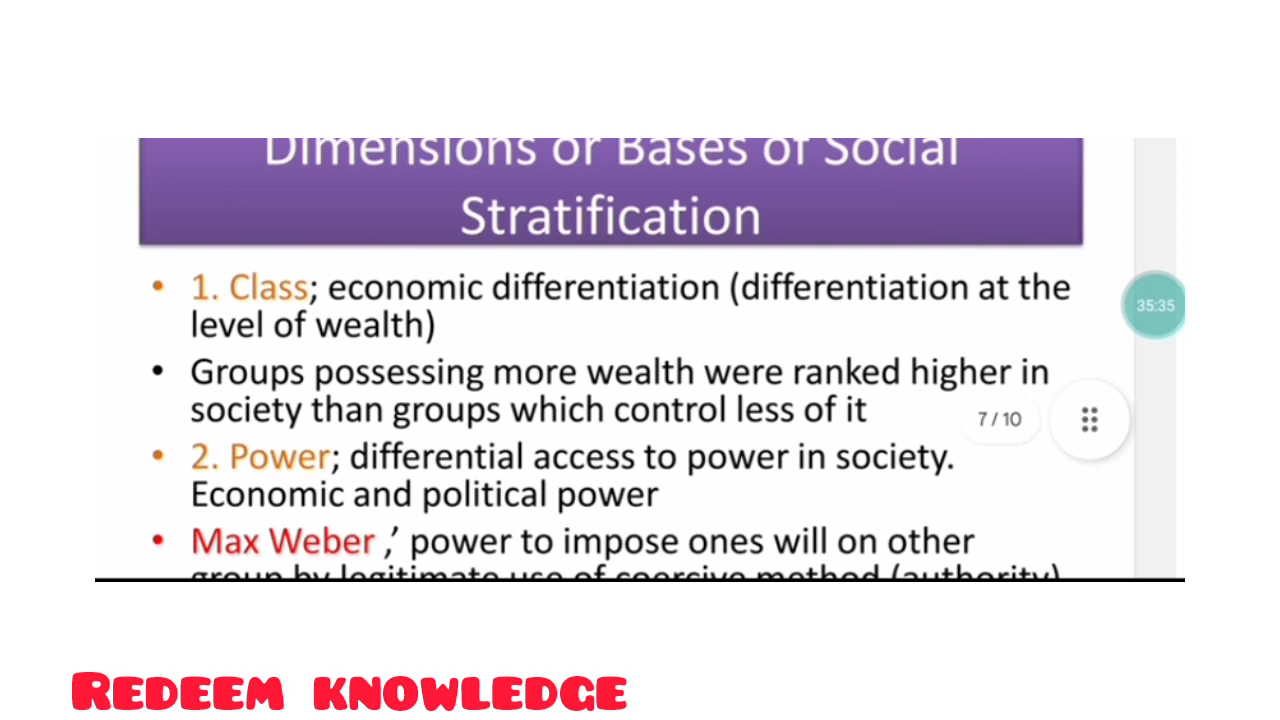 Dimensions or Bases of Social
Stratification
• 1. Class; economic differentiation (differentiation at the
level of wealth)
• Groups possessing more wealth were ranked higher in
society than groups which control less of it
• 2. Power; differential access to power in society.
Economic and political power
• Max Weber ,’ power to impose ones will on other
group by legitimate use of coersive method (authority)
35:35
7 / 10
REDEEM KNOWLEDGE